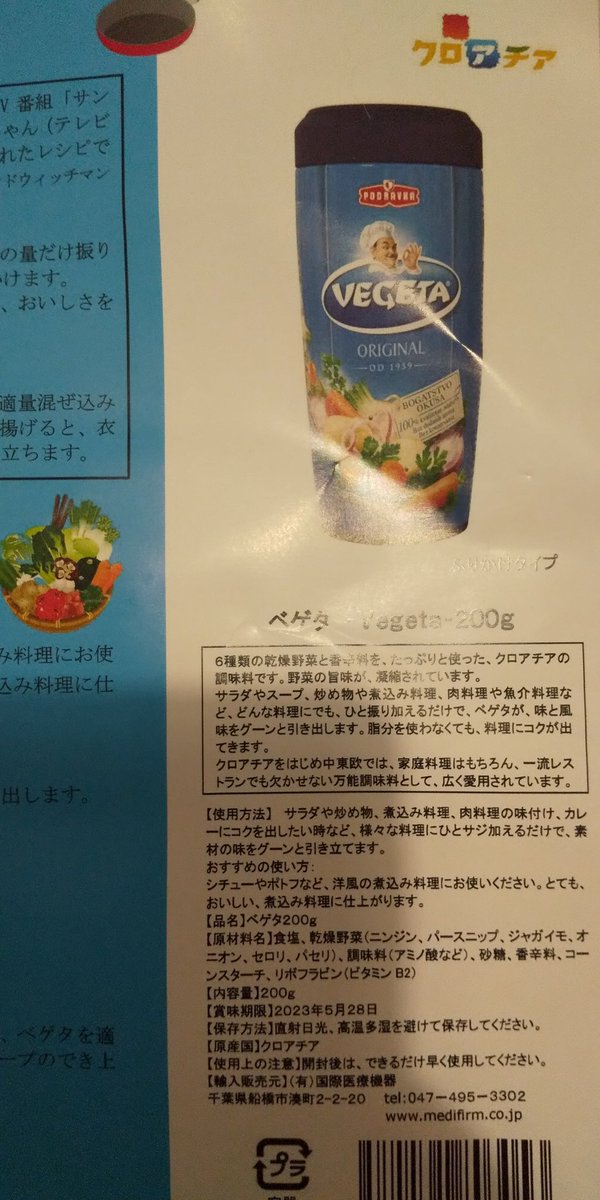 V 番組「サン
ゃん（テレビ
れたレシピで
ドウィッチマン
の量だけ振り
けます。
、おいしさを
適量混ぜ込み
揚げると、衣
立ちます。
み料理にお使
込み料理に仕
出します。
、ベゲタを適
ープのでき上
クロアチア
PODRAVKA
VEGETA
ORIGINAL
OD 1959
BOGATSTVO
OKUSA
ふりかけタイプ
ベゲタ Vegeta-200g
6種類の乾燥野菜と香辛料を、たっぷりと使った、クロアチアの
調味料です。野菜の旨味が、凝縮されています。
サラダやスープ、炒め物や煮込み料理、肉料理や魚介料理な
ど、どんな料理にでも、ひと振り加えるだけで、ベゲタが、味と風
味をグーンと引き出します。脂分を使わなくても、料理にコクが出
てきます。
クロアチアをはじめ中東欧では、家庭料理はもちろん、一流レス
トランでも欠かせない万能調味料として、広く愛用されています。
【使用方法】 サラダや炒め物、煮込み料理、肉料理の味付け、カレ
ーにコクを出したい時など、様々な料理にひとサジ加えるだけで、素
材の味をグーンと引き立てます。
おすすめの使い方:
シチューやポトフなど、洋風の煮込み料理にお使いください。とても、
おいしい、煮込み料理に仕上がります。
【品名】ベゲタ200g
【原材料名】食塩、乾燥野菜（ニンジン、パースニップ、ジャガイモ、オ
ニオン、セロリ、パセリ）、調味料（アミノ酸など）、砂糖、香辛料、コー
ンスターチ、リボフラビン（ビタミン B2）
【内容量】200g
【賞味期限】2023年5月28日
【保存方法】直射日光、高温多湿を避けて保存してください。
【原産国】クロアチア
【使用上の注意】開封後は、できるだけ早く使用してください。
【輸入販売元】（有）国際医療機器
千葉県船橋市湊町2-2-20 tel:047-495-3302
www.medifirm.co.jp
プラ